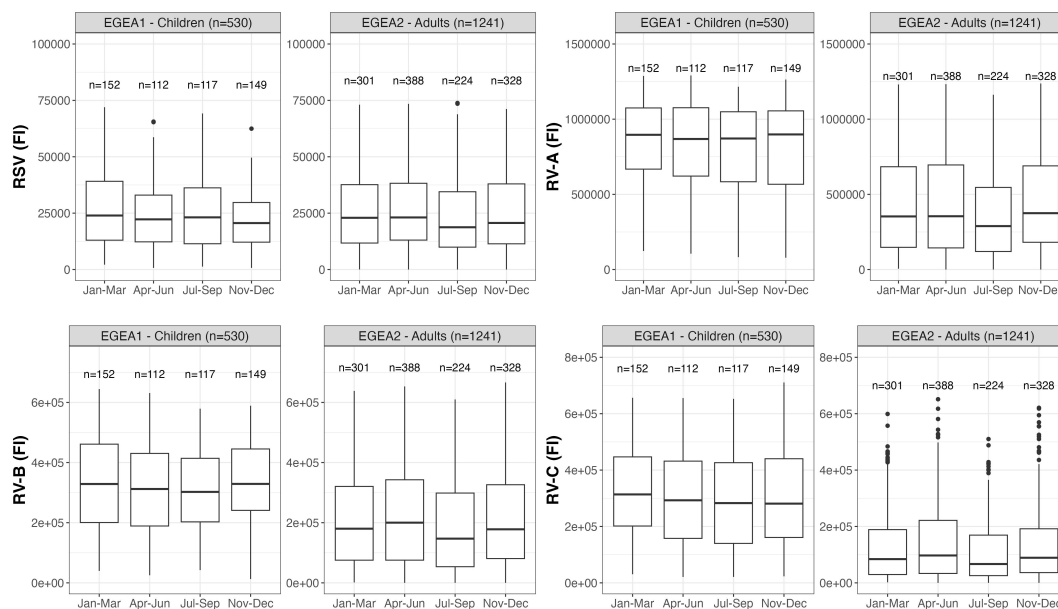 EGEA1 - Children (n=530)
EGEA2 - Adults (n=1241)
RSV (FI)
100000
75000
50000
25000
0
n=152
n=112
n=117
n=149
Jan-Mar
Apr-Jun
Jul-Sep
Nov-Dec
100000
75000
50000
25000
0
n=301
n=388
n=224
n=328
Jan-Mar
Apr-Jun
Jul-Sep
Nov-Dec
EGEA1 - Children (n=530)
EGEA2 - Adults (n=1241)
RV-A (FI)
1500000
1000000
500000
0
n=152
n=112
n=117
n=149
Jan-Mar
Apr-Jun
Jul-Sep
Nov-Dec
1500000
1000000
500000
0
n=301
n=388
n=224
n=328
Jan-Mar
Apr-Jun
Jul-Sep
Nov-Dec
EGEA1 - Children (n=530)
EGEA2 - Adults (n=1241)
RV-B (FI)
6e+05
4e+05
2e+05
0e+00
n=152
n=112
n=117
n=149
Jan-Mar
Apr-Jun
Jul-Sep
Nov-Dec
6e+05
4e+05
2e+05
0e+00
n=301
n=388
n=224
n=328
Jan-Mar
Apr-Jun
Jul-Sep
Nov-Dec
EGEA1 - Children (n=530)
EGEA2 - Adults (n=1241)
RV-C (FI)
8e+05
6e+05
4e+05
2e+05
0e+00
n=152
n=112
n=117
n=149
Jan-Mar
Apr-Jun
Jul-Sep
Nov-Dec
8e+05
6e+05
4e+05
2e+05
0e+00
n=301
n=388
n=224
n=328
Jan-Mar
Apr-Jun
Jul-Sep
Nov-Dec